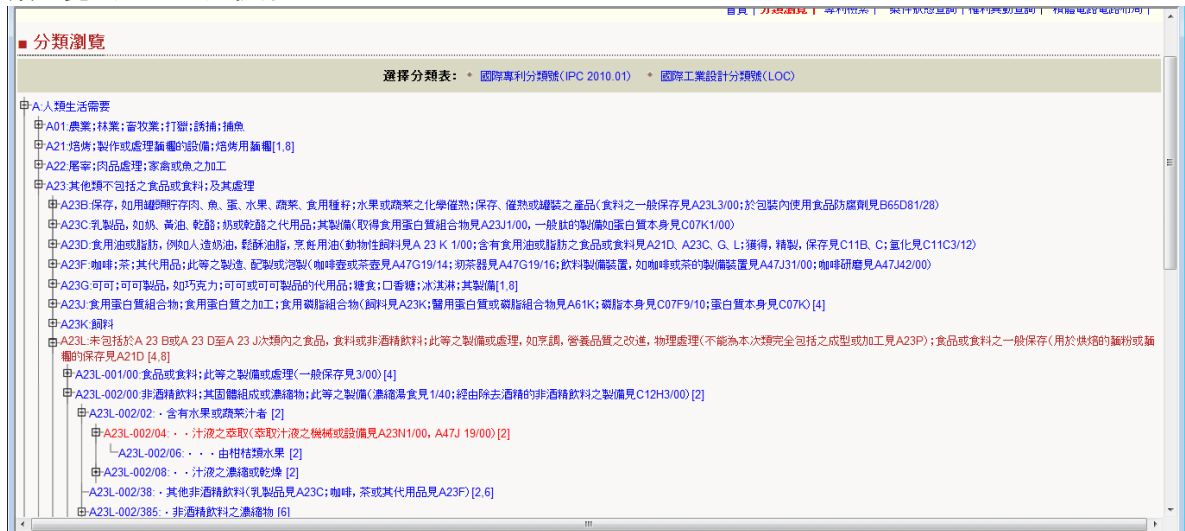 首頁 | 分類瀏覽 | 專利檢索 | 案件狀態查詢 | 權利異動查詢 | 積體電路電路布局 |
■ 分類瀏覽
選擇分類表: 國際專利分類號(IPC 2010.01) 國際工業設計分類號(LOC)
A:人類生活需要
A01:農業;林業;畜牧業;打獵;誘捕;捕魚
A21:焙烤;製作或處理麵糰的設備;焙烤用麵糰[1,8]
A22:屠宰;肉品處理;家禽或魚之加工
A23:其他類不包括之食品或食料;及其處理
A23B:保存,如用罐頭貯存肉、魚、蛋、水果、蔬菜、食用種籽;水果或蔬菜之化學催熟;保存、催熟或罐裝之產品(食料之一般保存見A23L3/00;於包裝內使用食品防腐劑見B65D81/28)
A23C:乳製品,如奶、黃油、乾酪;奶或乾酪之代用品;其製備(取得食用蛋白質組合物見A23J1/00,一般肽的製備如蛋白質本身見C07K1/00)
A23D:食用油或脂肪,例如人造奶油,鬆酥油脂,烹飪用油(動物性飼料見A 23 K 1/00;含有食用油或脂肪之食品或食料見A21D、A23C、G、L;獲得,精製,保存見C11B、C;氫化見C11C3/12)
A23F:咖啡;茶;其代用品;此等之製造、配製或泡製(咖啡壺或茶壺見A47G19/14;沏茶器見A47G19/16;飲料製備裝置,如咖啡或茶的製備裝置見A47J31/00;咖啡研磨見A47J42/00)
A23G:可可;可可製品,如巧克力;可可或可可製品的代用品;糖食;口香糖;冰淇淋;其製備[1,8]
A23J:食用蛋白質組合物;食用蛋白質之加工;食用磷脂組合物(飼料見A23K;醫用蛋白質或磷脂組合物見A61K;磷脂本身見C07F9/10;蛋白質本身見C07K)[4]
A23K:飼料
A23L:未包括於A 23 B或A 23 D至A 23 J次類內之食品,食料或非酒精飲料;此等之製備或處理,如烹調,營養品質之改進,物理處理(不能為本次類完全包括之成型或加工見A23P);食品或食料之一般保存(用於烘焙的麵粉或麵
糰的保存見A21D [4,8]
A23L-001/00:食品或食料;此等之製備或處理(一般保存見3/00)[4]
A23L-002/00:非酒精飲料;其固體組成或濃縮物;此等之製備(濃縮湯食見1/40;經由除去酒精的非酒精飲料之製備見C12H3/00)[2]
A23L-002/02:・含有水果或蔬菜汁者 [2]
A23L-002/04:・・汁液之萃取(萃取汁液之機械或設備見A23N1/00,A47J 19/00)[2]
A23L-002/06:・・・由柑桔類水果 [2]
A23L-002/08:・・汁液之濃縮或乾燥 [2]
A23L-002/38:・其他非酒精飲料(乳製品見A23C;咖啡,茶或其代用品見A23F)[2,6]
A23L-002/385:・非酒精飲料之濃縮物 [6]